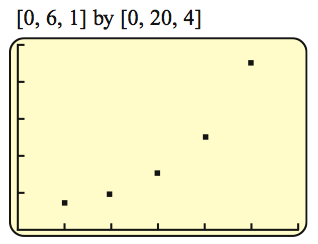 [0, 6, 1] by [0, 20, 4]